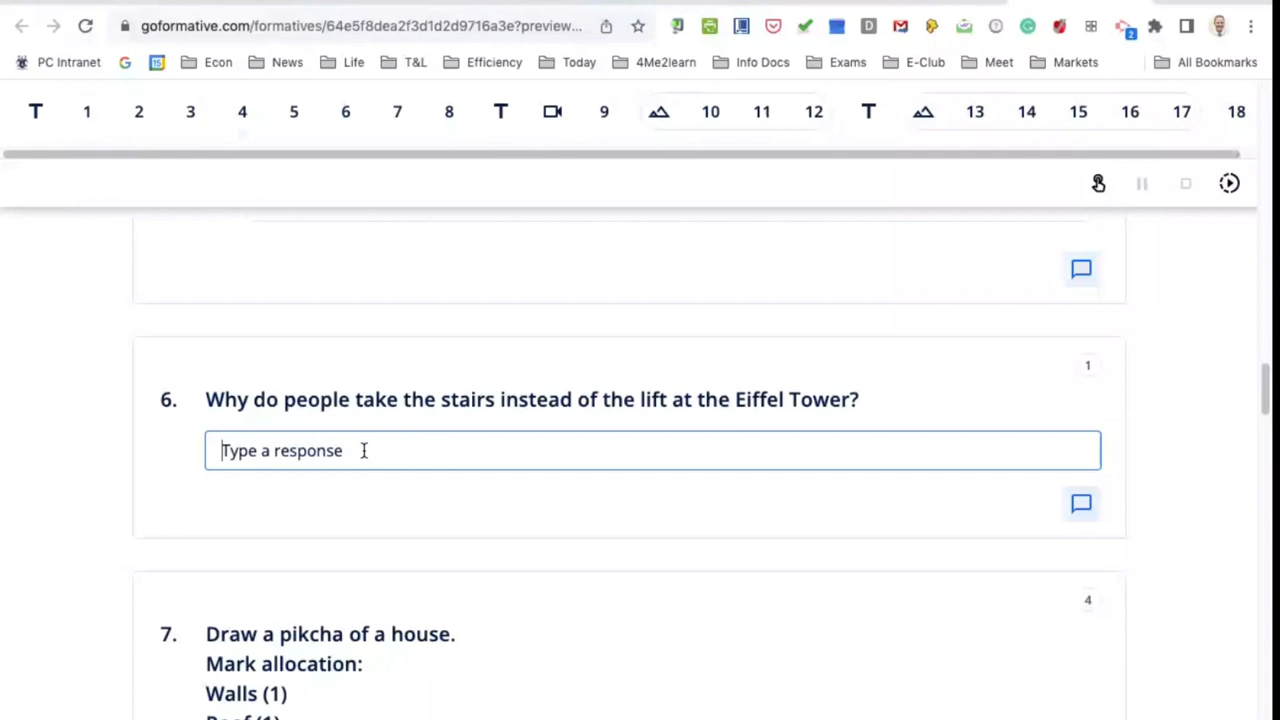 goformative.com/formatives/64e5f8dea2f3d1d2d9716a3e?preview...
2
PC Intranet G Econ News Life T&L Efficiency Today 4Me2learn Info Docs Exams E-Club Meet Markets All Bookmarks
T 1 2 3 4 5 6 7 8 T 9 10 11 12 T 13 14 15 16 17 18
1
6. Why do people take the stairs instead of the lift at the Eiffel Tower?
Type a response
4
7. Draw a pikcha of a house.
Mark allocation:
Walls (1)